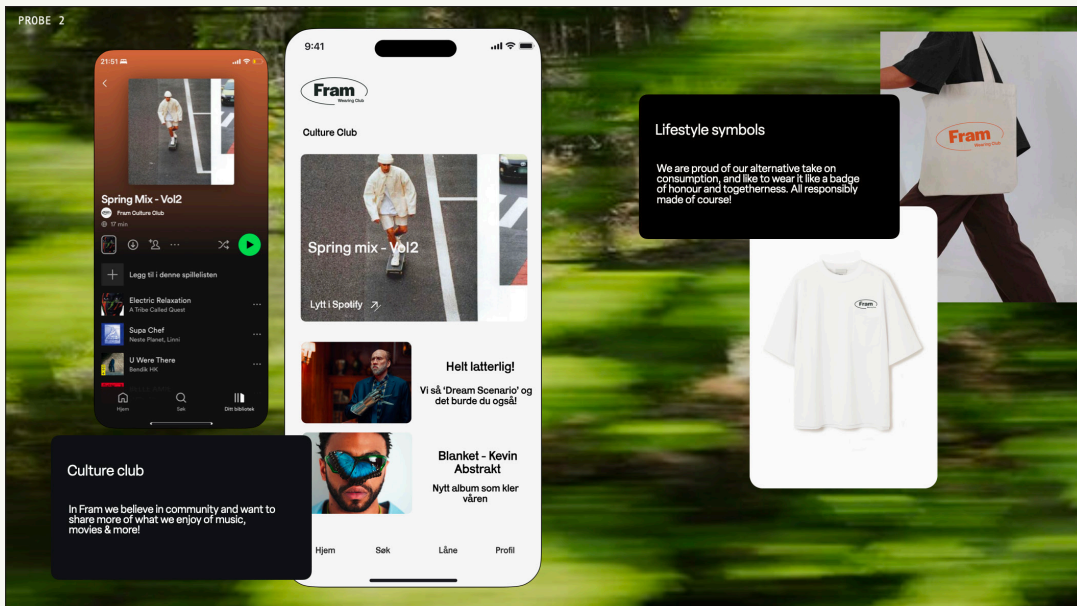 PROBE 2
21:51
Spring Mix - Vol2
Fram Culture Club
17 min
Legg til i denne spillelisten
Electric Relaxation
A Tribe Called Quest
Supa Chef
Neste Planet, Linni
U Were There
Bendik HK
Hjem
Søk
Ditt bibliotek
Culture club
In Fram we believe in community and want to
share more of what we enjoy of music,
movies & more!
9:41
Fram
Wearing Club
Culture Club
Spring mix - Vol2
Lytt i Spotify
Helt latterlig!
Vi så ‘Dream Scenario’ og
det burde du også!
Blanket - Kevin
Abstrakt
Nytt album som kler
våren
Hjem
Søk
Låne
Profil
Lifestyle symbols
We are proud of our alternative take on
consumption, and like to wear it like a badge
of honour and togetherness. All responsibly
made of course!
Fram
Wearing Club
Fram